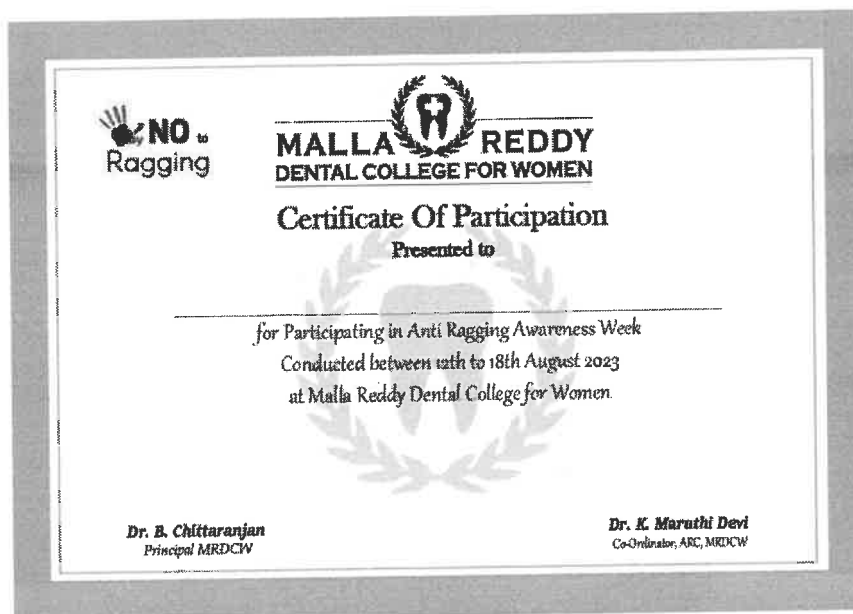 NO to
Ragging
MALLA REDDY
DENTAL COLLEGE FOR WOMEN
Certificate Of Participation
Presented to
for Participating in Anti Ragging Awareness Week
Conducted between 12th to 18th August 2023
at Malla Reddy Dental College for Women
Dr. B. Chittaranjan
Principal MRDCW
Dr. K. Maruthi Devi
Co-Ordinator, ARC, MRDCW